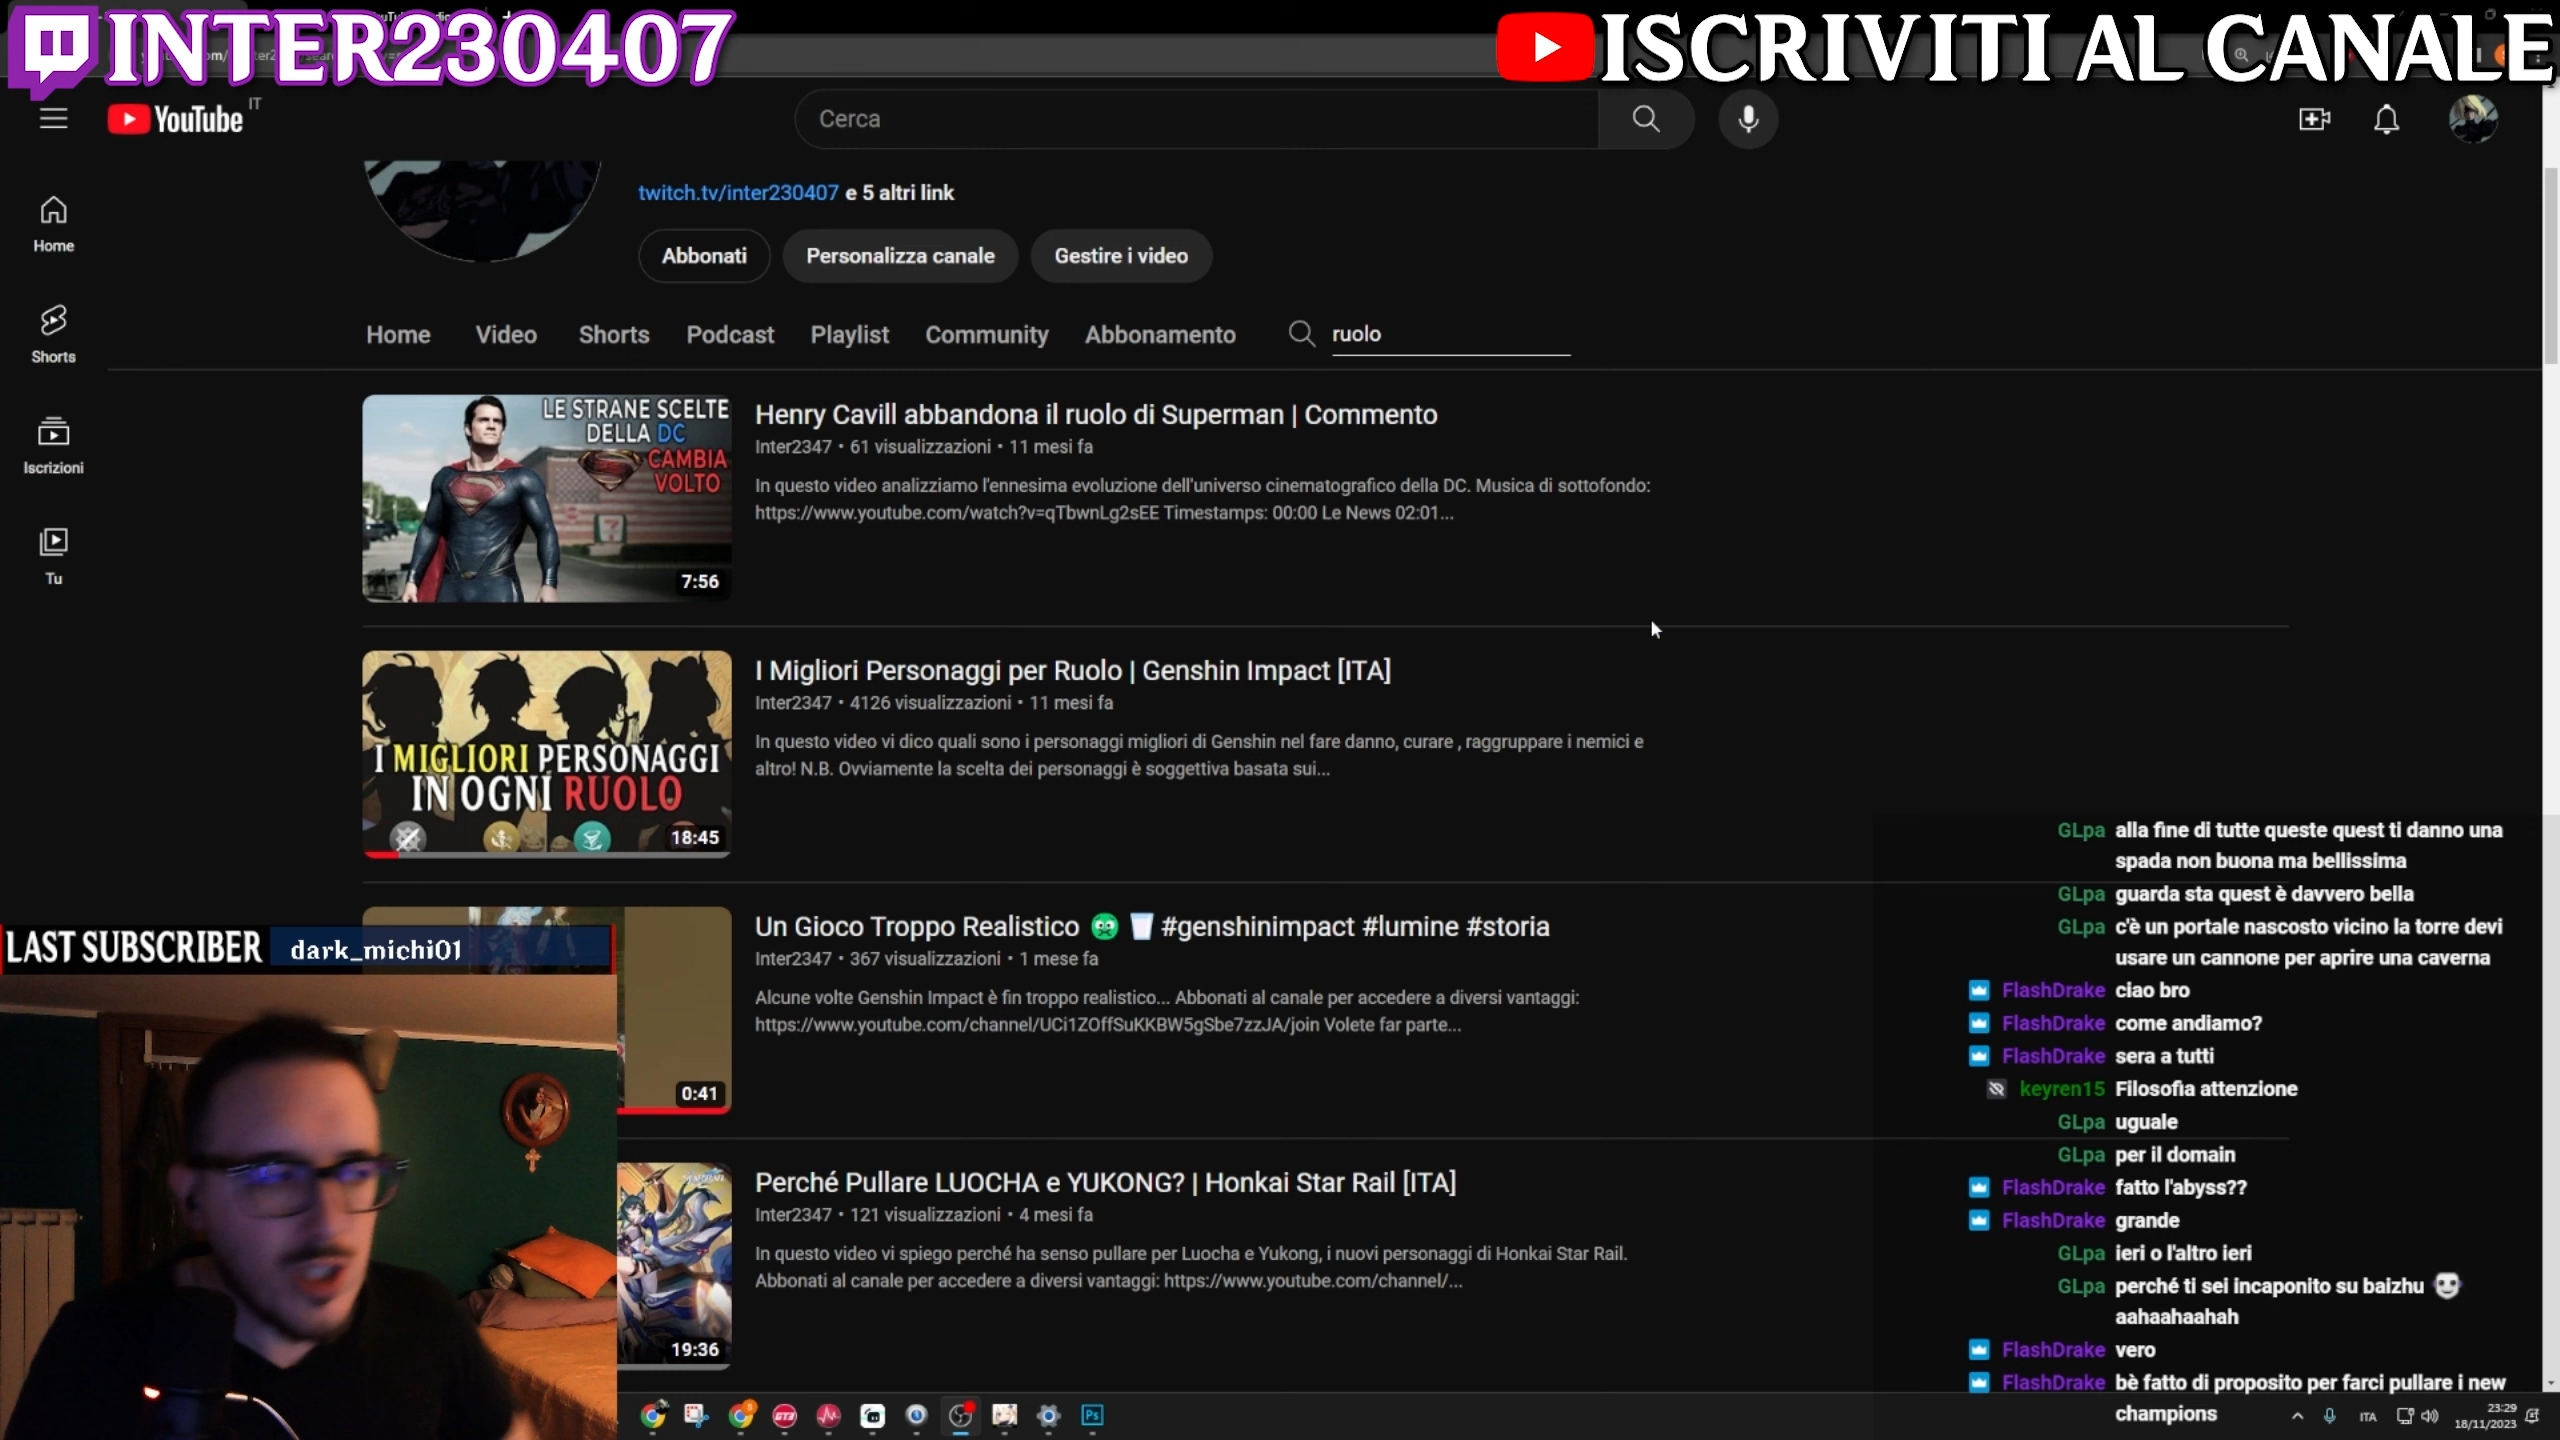 INTER230407
ISCRIVITI AL CANALE
YouTube IT
Cerca
twitch.tv/inter230407 e 5 altri link
Abbonati
Personalizza canale
Gestire i video
Home
Shorts
Iscrizioni
Tu
Home Video Shorts Podcast Playlist Community Abbonamento ruolo
LE STRANE SCELTE
DELLA DC
CAMBIA
VOLTO
7:56
Henry Cavill abbandona il ruolo di Superman | Commento
Inter2347 • 61 visualizzazioni • 11 mesi fa
In questo video analizziamo l'ennesima evoluzione dell'universo cinematografico della DC. Musica di sottofondo:
https://www.youtube.com/watch?v=qTbwnLg2sEE Timestamps: 00:00 Le News 02:01...
I MIGLIORI PERSONAGGI
IN OGNI RUOLO
18:45
I Migliori Personaggi per Ruolo | Genshin Impact [ITA]
Inter2347 • 4126 visualizzazioni • 11 mesi fa
In questo video vi dico quali sono i personaggi migliori di Genshin nel fare danno, curare , raggruppare i nemici e
altro! N.B. Ovviamente la scelta dei personaggi è soggettiva basata sui...
0:41
Un Gioco Troppo Realistico 🤢 🥛 #genshinimpact #lumine #storia
Inter2347 • 367 visualizzazioni • 1 mese fa
Alcune volte Genshin Impact è fin troppo realistico... Abbonati al canale per accedere a diversi vantaggi:
https://www.youtube.com/channel/UCi1ZOffSuKKBW5gSbe7zzJA/join Volete far parte...
19:36
Perché Pullare LUOCHA e YUKONG? | Honkai Star Rail [ITA]
Inter2347 • 121 visualizzazioni • 4 mesi fa
In questo video vi spiego perché ha senso pullare per Luocha e Yukong, i nuovi personaggi di Honkai Star Rail.
Abbonati al canale per accedere a diversi vantaggi: https://www.youtube.com/channel/...
LAST SUBSCRIBER dark_michi01
GLpa alla fine di tutte queste quest ti danno una
spada non buona ma bellissima
GLpa guarda sta quest è davvero bella
GLpa c'è un portale nascosto vicino la torre devi
usare un cannone per aprire una caverna
FlashDrake ciao bro
FlashDrake come andiamo?
FlashDrake sera a tutti
keyren15 Filosofia attenzione
GLpa uguale
GLpa per il domain
FlashDrake fatto l'abyss??
FlashDrake grande
GLpa ieri o l'altro ieri
GLpa perché ti sei incaponito su baizhu
aahaahaahah
FlashDrake vero
FlashDrake bè fatto di proposito per farci pullare i new
champions
Ps
ITA
23:29
18/11/2023